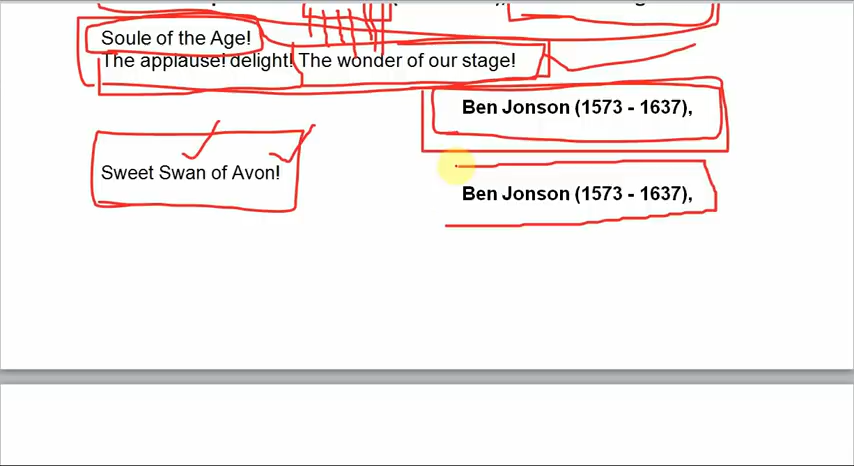 Soule of the Age!
The applause! delight! The wonder of our stage!
Ben Jonson (1573 - 1637),
Sweet Swan of Avon!
Ben Jonson (1573 - 1637),